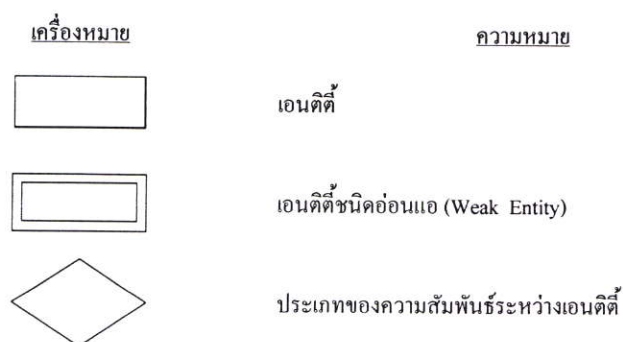 เครื่องหมาย ความหมาย
เอนติตี้
เอนติตี้ชนิดอ่อนแอ (Weak Entity)
ประเภทของความสัมพันธ์ระหว่างเอนติตี้